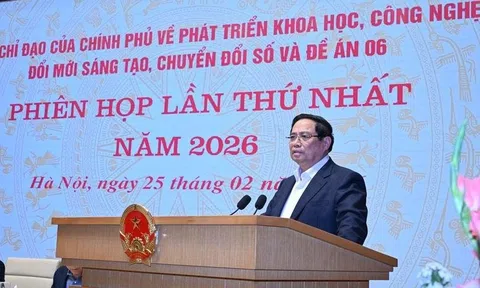 CHỈ ĐẠO CỦA CHÍNH PHỦ VỀ PHÁT TRIỂN KHOA HỌC, CÔNG NGHỆ
ĐỔI MỚI SÁNG TẠO, CHUYỂN ĐỔI SỐ VÀ ĐỀ ÁN 06
PHIÊN HỌP LẦN THỨ NHẤT
NĂM 2026
Hà Nội, ngày 25 tháng 02